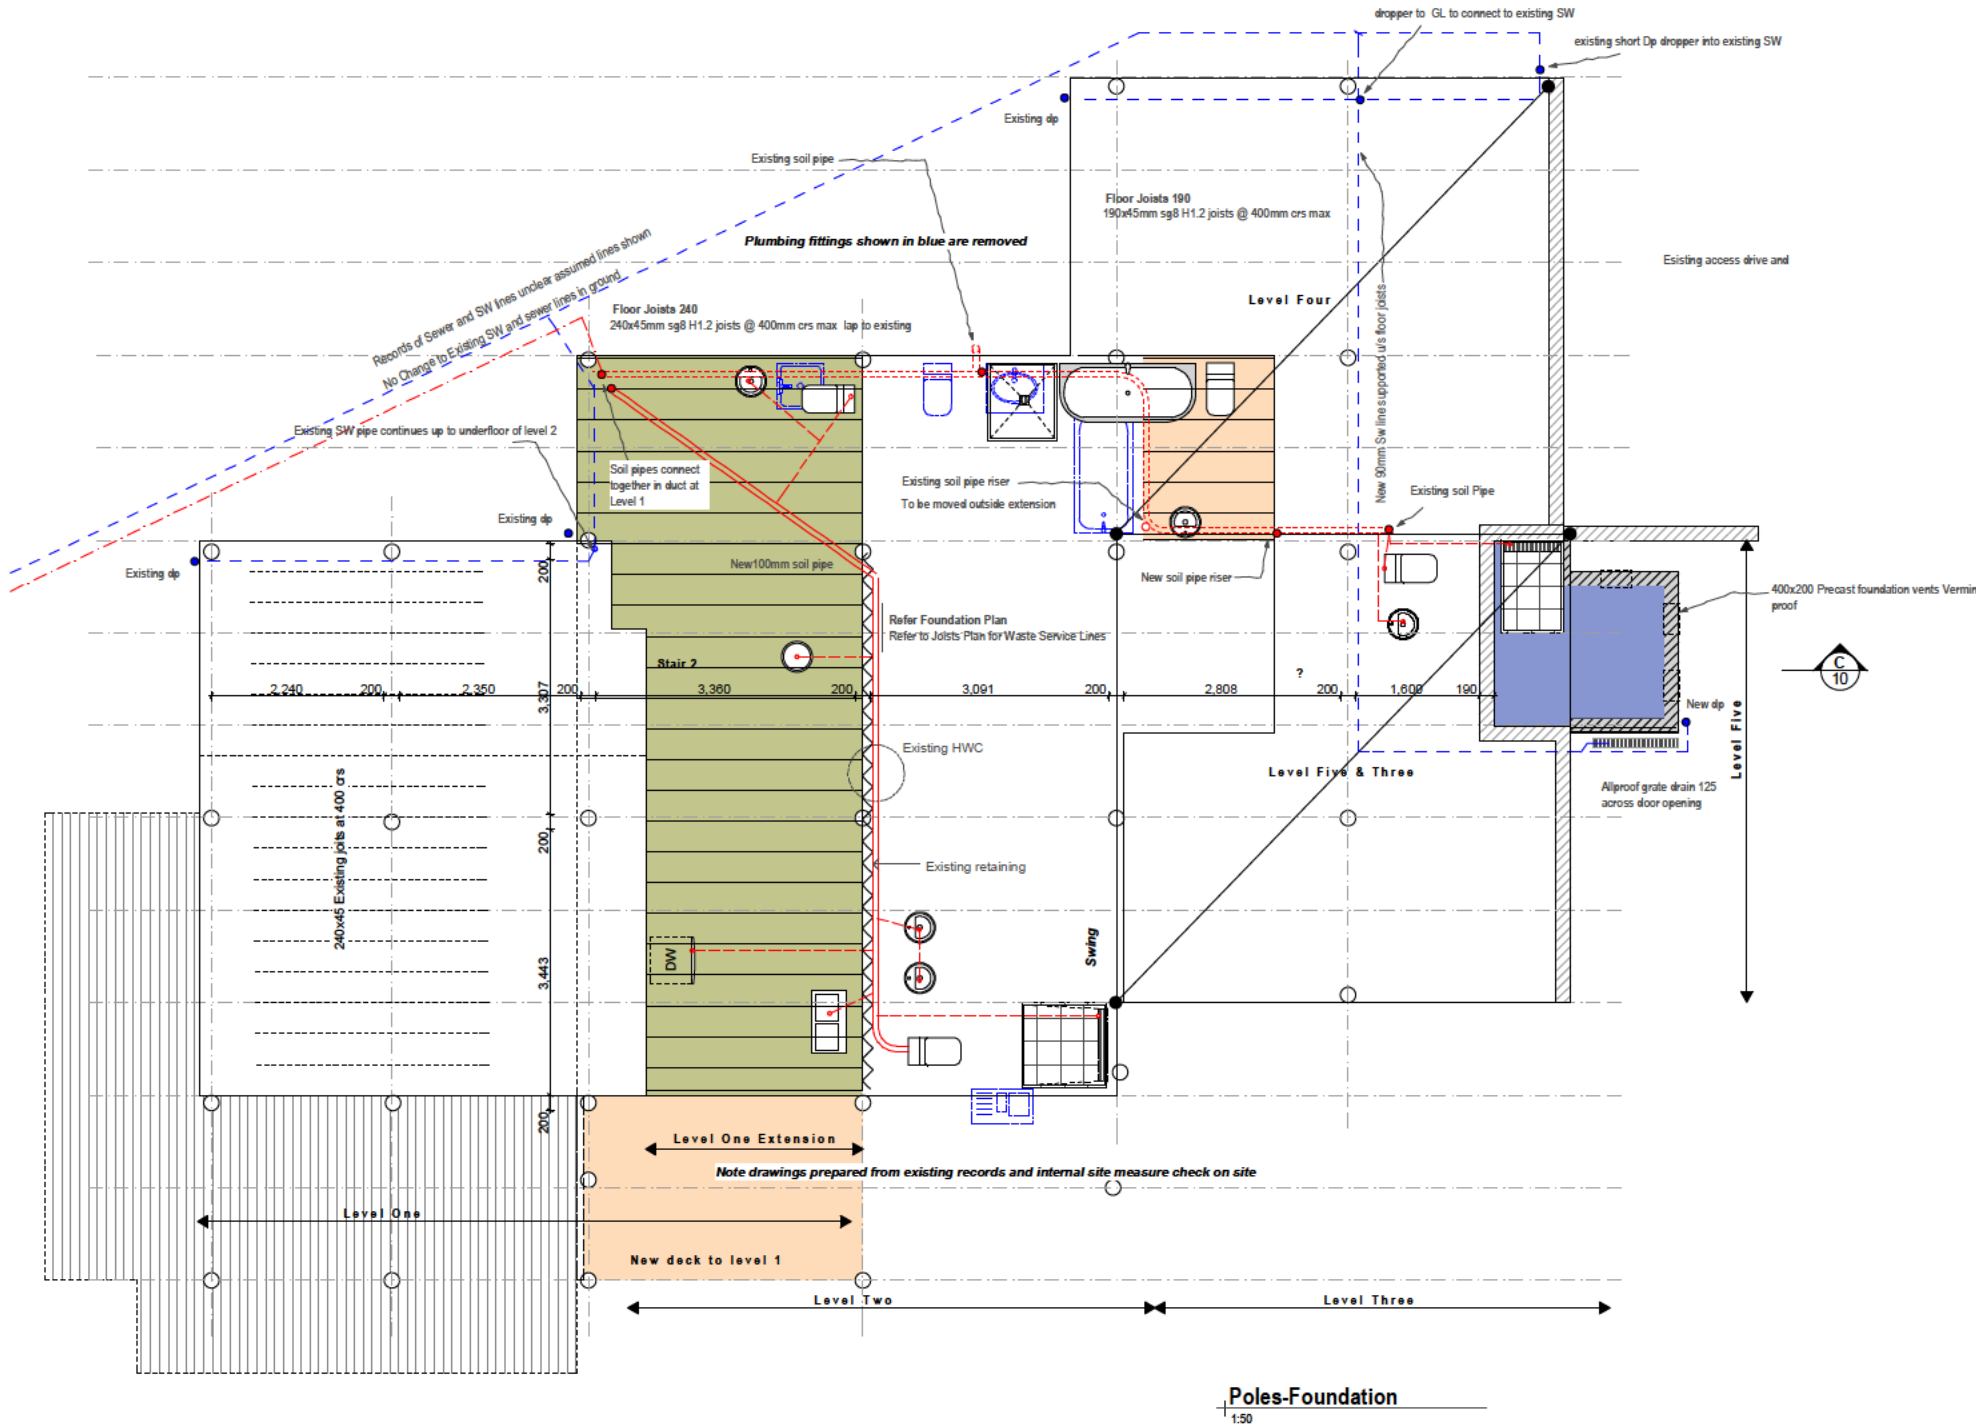 dropper to GL to connect to existing SW
existing short Dp dropper into existing SW
Existing dp
Existing soil pipe
Floor Joists 190
190x45mm sg8 H1.2 joists @ 400mm crs max
Plumbing fittings shown in blue are removed
Records of Sewer and SW lines unclear assumed lines shown
No Change to Existing SW and sewer lines in ground
Esisting access drive and
Level Four
New 90mm Sw line supported u/s floor joists
Floor Joists 240
240x45mm sg8 H1.2 joists @ 400mm crs max lap to existing
Existing SW pipe continues up to underfloor of level 2
Soil pipes connect
together in duct at
Level 1
Existing soil pipe riser
To be moved outside extension
Existing soil Pipe
Existing dp
Existing dp
New100mm soil pipe
New soil pipe riser
400x200 Precast foundation vents Vermin
proof
Refer Foundation Plan
Refer to Joists Plan for Waste Service Lines
Stair 2
?
C
10
2,240
200
2,350
200
3,360
200
3,091
200
2,808
200
1,600
190
New dp
200
3,307
200
3,443
200
Existing HWC
Level Five & Three
Level Five
Allproof grate drain 125
across door opening
240x45 Existing joits at 400 crs
Existing retaining
DW
Swing
Level One Extension
Note drawings prepared from existing records and internal site measure check on site
Level One
New deck to level 1
Level Two
Level Three
Poles-Foundation
1:50